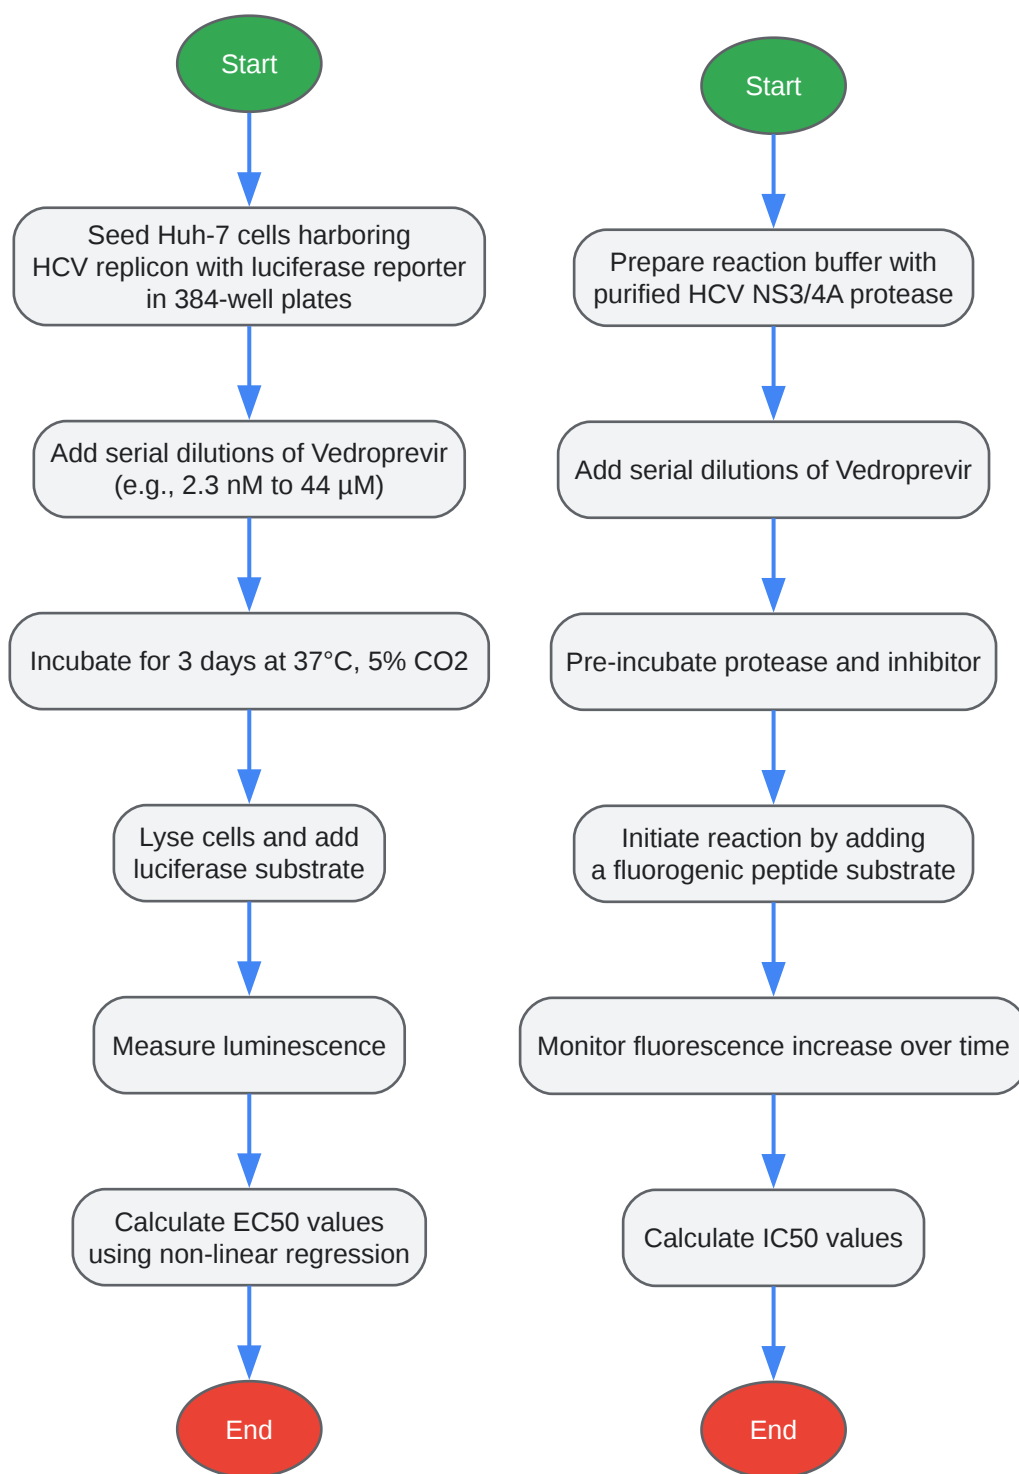 Start
Seed Huh-7 cells harboring
HCV replicon with luciferase reporter
in 384-well plates
Add serial dilutions of Vedroprevir
(e.g., 2.3 nM to 44 µM)
Incubate for 3 days at 37°C, 5% CO2
Lyse cells and add
luciferase substrate
Measure luminescence
Calculate EC50 values
using non-linear regression
End
Start
Prepare reaction buffer with
purified HCV NS3/4A protease
Add serial dilutions of Vedroprevir
Pre-incubate protease and inhibitor
Initiate reaction by adding
a fluorogenic peptide substrate
Monitor fluorescence increase over time
Calculate IC50 values
End